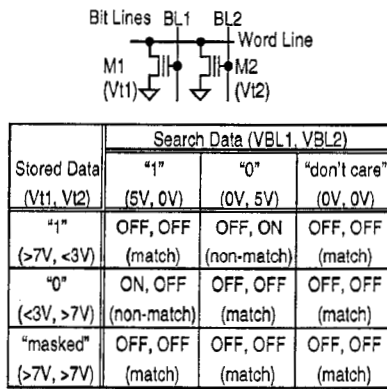 Bit Lines BL1 BL2
Word Line
M1 M2
(Vt1) (Vt2)
Search Data (VBL1, VBL2)
Stored Data "1" "0" "don't care"
(Vt1, Vt2) (5V, 0V) (0V, 5V) (0V, 0V)
"1" OFF, OFF OFF, ON OFF, OFF
(>7V, <3V) (match) (non-match) (match)
"0" ON, OFF OFF, OFF OFF, OFF
(<3V, >7V) (non-match) (match) (match)
"masked" OFF, OFF OFF, OFF OFF, OFF
(>7V, >7V) (match) (match) (match)